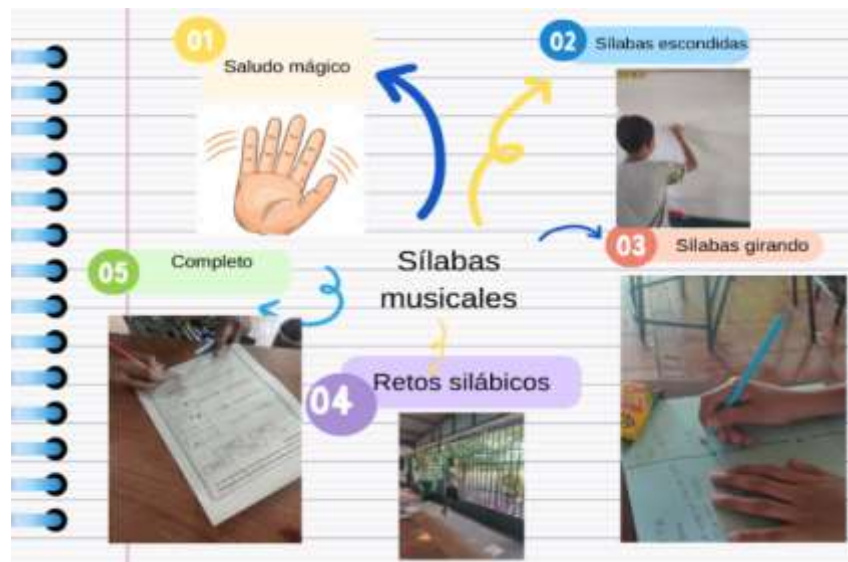 01
Saludo mágico
02
Sílabas escondidas
03
Sílabas girando
05
Completo
Sílabas
musicales
04
Retos silábicos